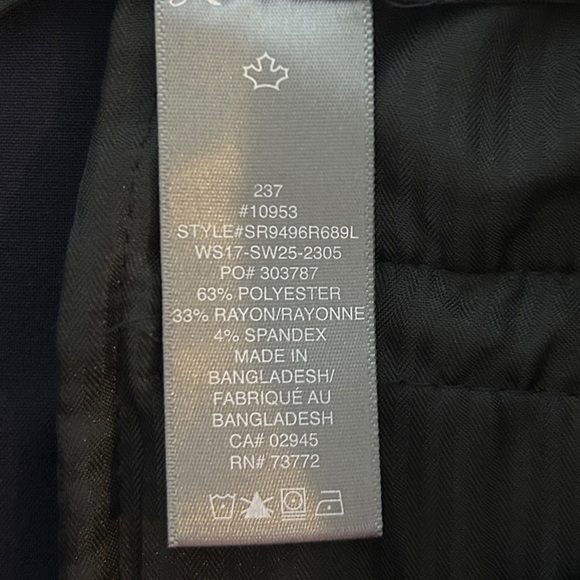 237
#10953
STYLE#SR9496R689L
WS17-SW25-2305
PO# 303787
63% POLYESTER
33% RAYON/RAYONNE
4% SPANDEX
MADE IN
BANGLADESH/
FABRIQUÉ AU
BANGLADESH
CA# 02945
RN# 73772